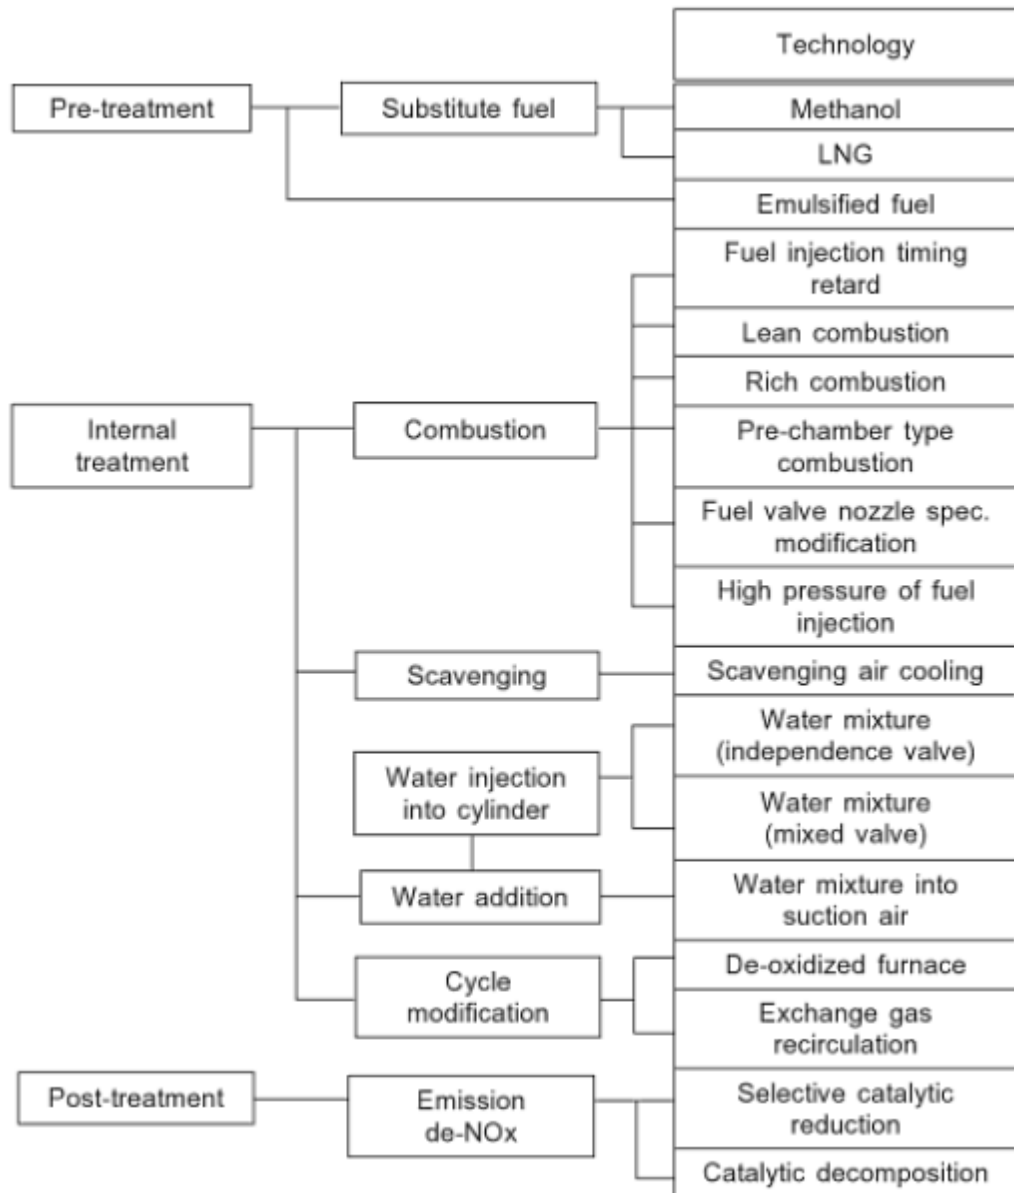 Technology
Pre-treatment
Substitute fuel
Methanol
LNG
Emulsified fuel
Fuel injection timing
retard
Lean combustion
Rich combustion
Internal
treatment
Combustion
Pre-chamber type
combustion
Fuel valve nozzle spec.
modification
High pressure of fuel
injection
Scavenging
Scavenging air cooling
Water injection
into cylinder
Water mixture
(independence valve)
Water mixture
(mixed valve)
Water addition
Water mixture into
suction air
Cycle
modification
De-oxidized furnace
Exchange gas
recirculation
Post-treatment
Emission
de-NOx
Selective catalytic
reduction
Catalytic decomposition